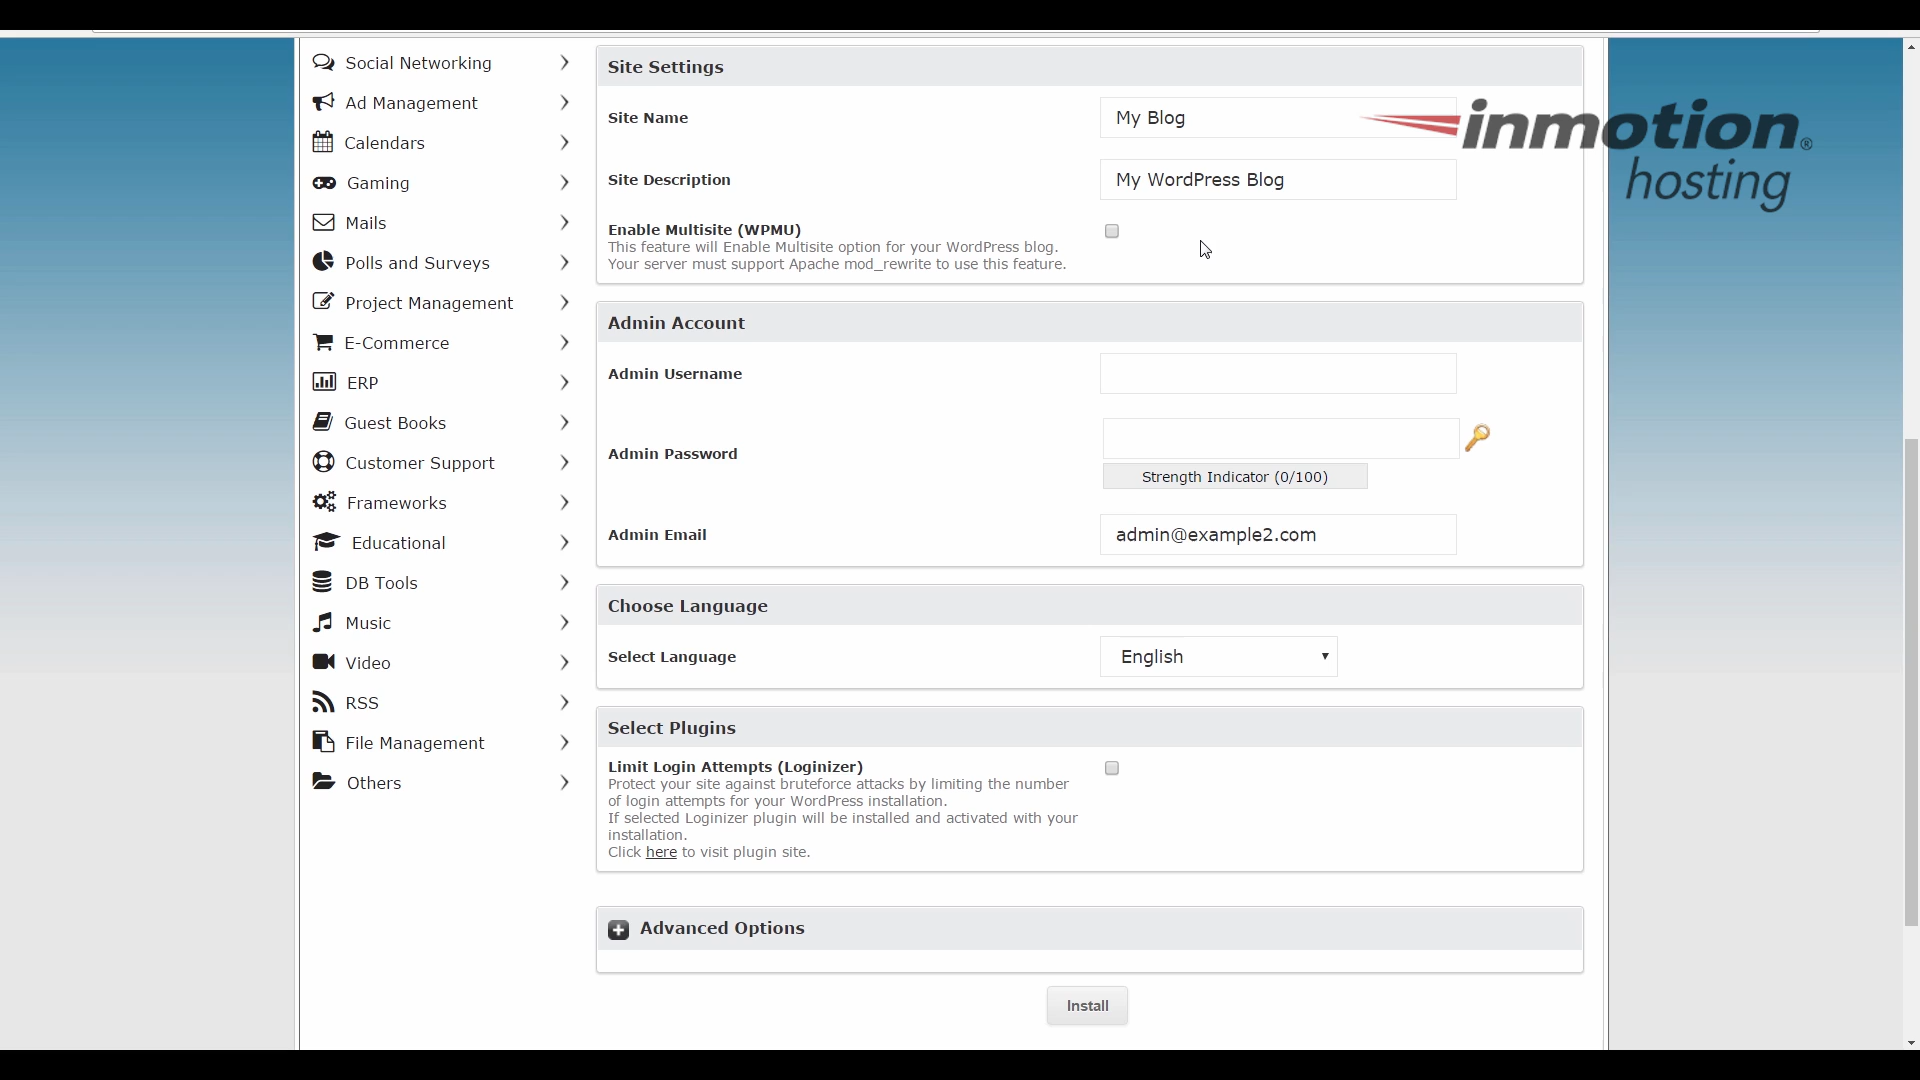 Social Networking
Ad Management
Calendars
Gaming
Mails
Polls and Surveys
Project Management
E-Commerce
ERP
Guest Books
Customer Support
Frameworks
Educational
DB Tools
Music
Video
RSS
File Management
Others
Site Settings
Site Name
My Blog
Site Description
My WordPress Blog
Enable Multisite (WPMU)
This feature will Enable Multisite option for your WordPress blog.
Your server must support Apache mod_rewrite to use this feature.
Admin Account
Admin Username
Admin Password
Strength Indicator (0/100)
Admin Email
admin@example2.com
Choose Language
Select Language
English
Select Plugins
Limit Login Attempts (Loginizer)
Protect your site against bruteforce attacks by limiting the number
of login attempts for your WordPress installation.
If selected Loginizer plugin will be installed and activated with your
installation.
Click here to visit plugin site.
Advanced Options
Install
inmotion®
hosting